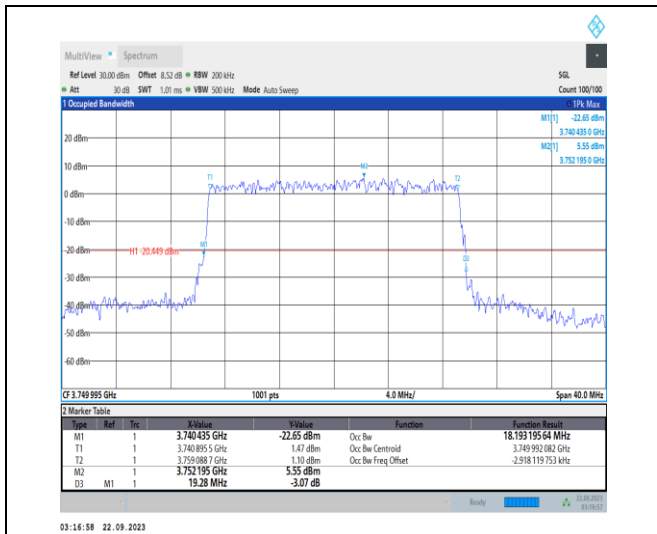 MultiView Spectrum
Ref Level 30.00 dBm Offset 8.52 dB RBW 200 kHz SGL
Att 30 dB SWT 1.01 ms VBW 500 kHz Mode Auto Sweep Count 100/100
1 Occupied Bandwidth 1Pk Max
M1[1] -22.65 dBm
3.740 435 0 GHz
M2[1] 5.55 dBm
3.752 195 0 GHz
20 dBm
10 dBm
M2
T1 T2
0 dBm
-10 dBm
M1
-20 dBm H1 -20.449 dBm
D3
-30 dBm
-40 dBm
-50 dBm
-60 dBm
CF 3.749 995 GHz 1001 pts 4.0 MHz/ Span 40.0 MHz
2 Marker Table
Type Ref Trc X-Value Y-Value Function Function Result
M1 1 3.740 435 GHz -22.65 dBm Occ Bw 18.193 195 64 MHz
T1 1 3.740 895 5 GHz 1.47 dBm Occ Bw Centroid 3.749 992 082 GHz
T2 1 3.759 088 7 GHz 1.10 dBm Occ Bw Freq Offset -2.918 119 753 kHz
M2 1 3.752 195 GHz 5.55 dBm
D3 M1 1 19.28 MHz -3.07 dB
Ready 22.09.2023
03:16:57
03:16:58 22.09.2023